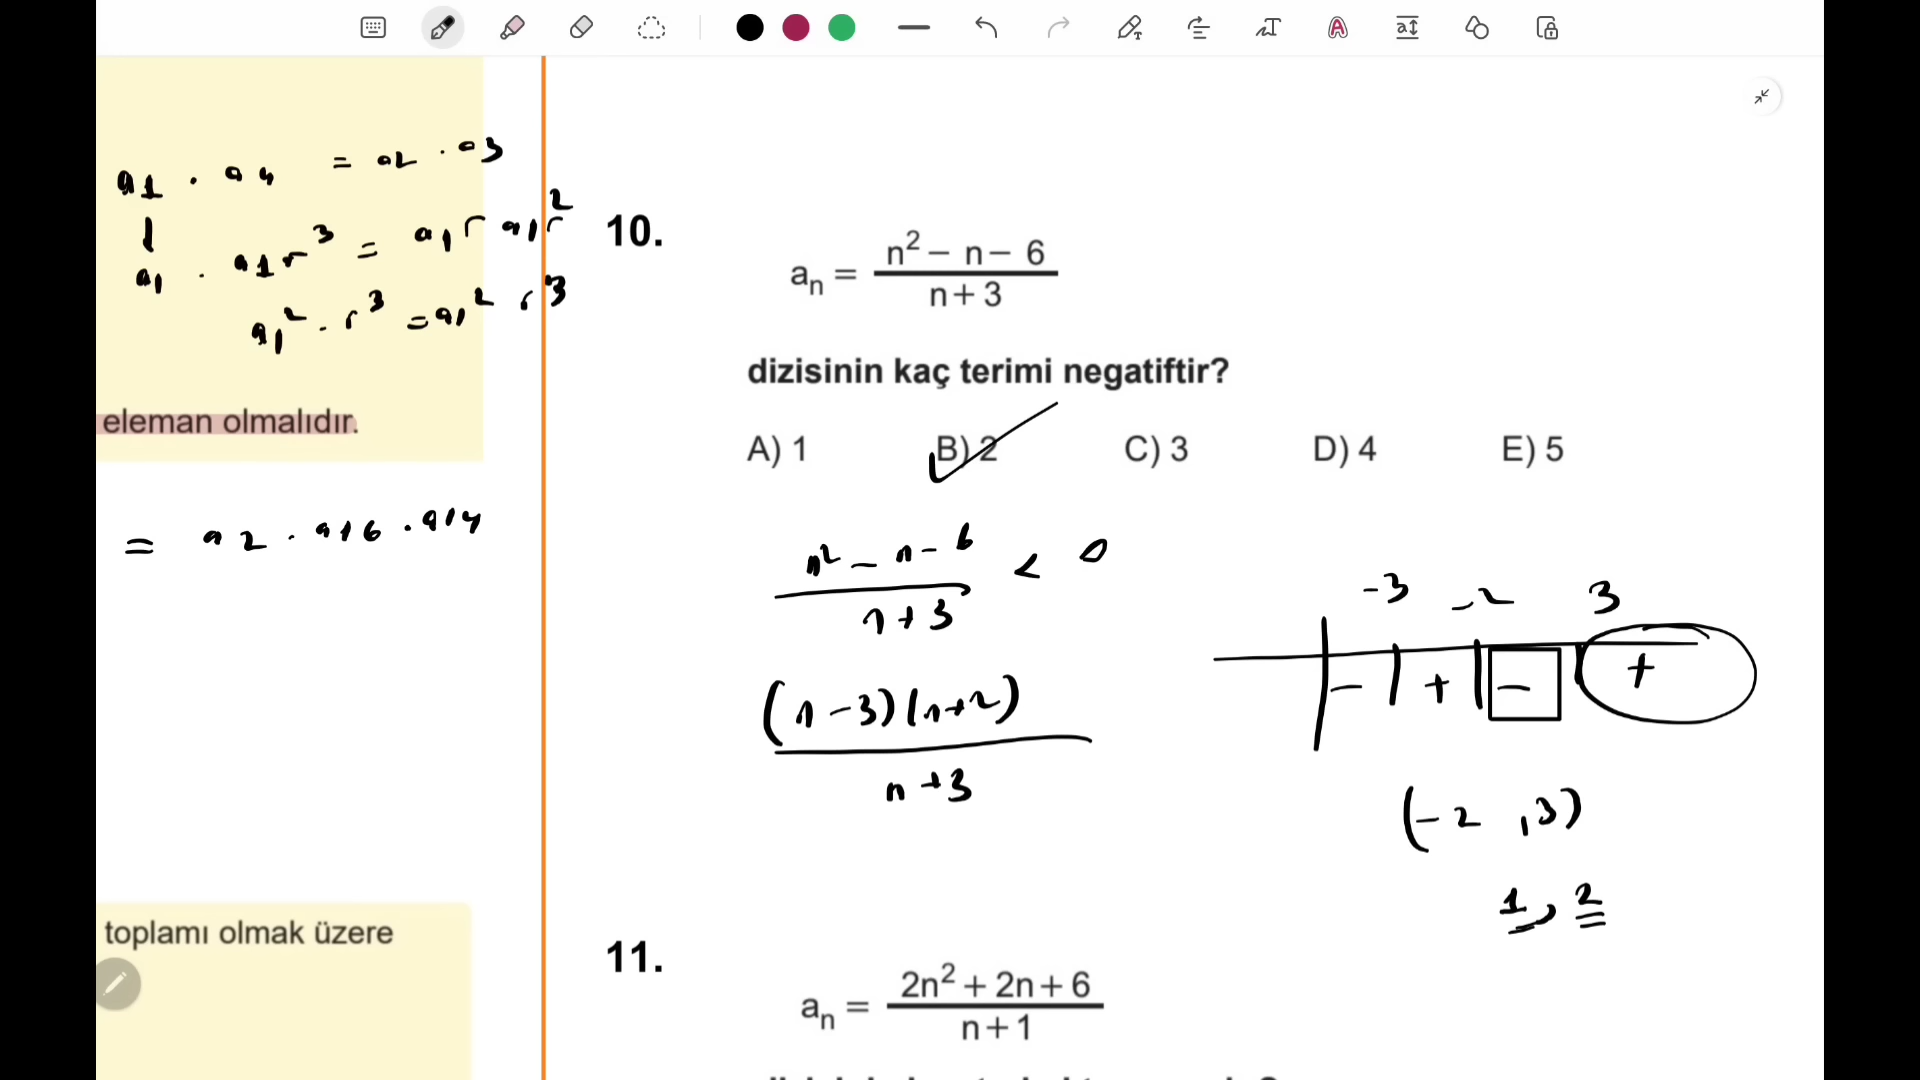 a1 . a4 = a2 . a3
a1 . a1r³ = a1r a1r²
a1² . r³ = a1² r³
eleman olmalıdır.
= a2 . a16 . a14
toplamı olmak üzere
10.
aₙ = (n² – n – 6) / (n + 3)
dizisinin kaç terimi negatiftir?
A) 1 B) 2 C) 3 D) 4 E) 5
(n² – n – 6) / (n + 3) < 0
(n – 3)(n + 2) / (n + 3)
-3 -2 3
– + – +
(-2, 3)
1, 2
11.
aₙ = (2n² + 2n + 6) / (n + 1)